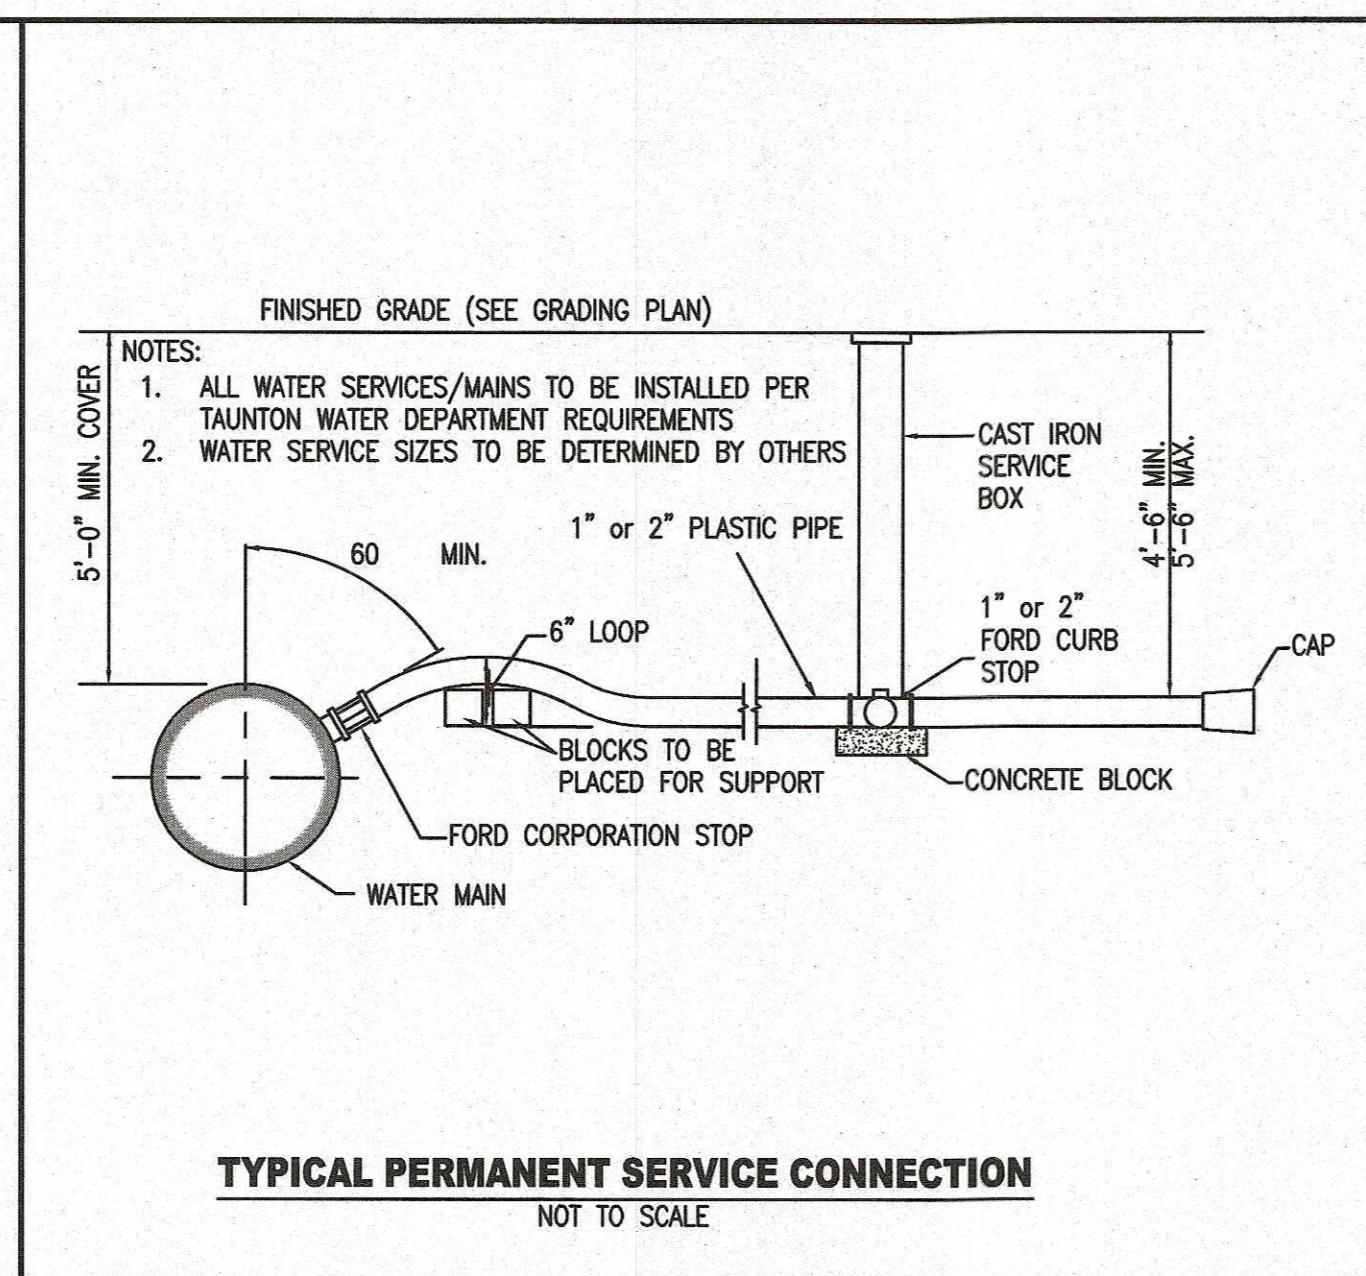 FINISHED GRADE (SEE GRADING PLAN)
NOTES:
1. ALL WATER SERVICES/MAINS TO BE INSTALLED PER
TAUNTON WATER DEPARTMENT REQUIREMENTS
2. WATER SERVICE SIZES TO BE DETERMINED BY OTHERS
5'-0" MIN. COVER
CAST IRON
SERVICE
BOX
4'-6" MIN.
5'-6" MAX.
1" or 2" PLASTIC PIPE
60 MIN.
6" LOOP
1" or 2"
FORD CURB
STOP
CAP
BLOCKS TO BE
PLACED FOR SUPPORT
CONCRETE BLOCK
FORD CORPORATION STOP
WATER MAIN
TYPICAL PERMANENT SERVICE CONNECTION
NOT TO SCALE